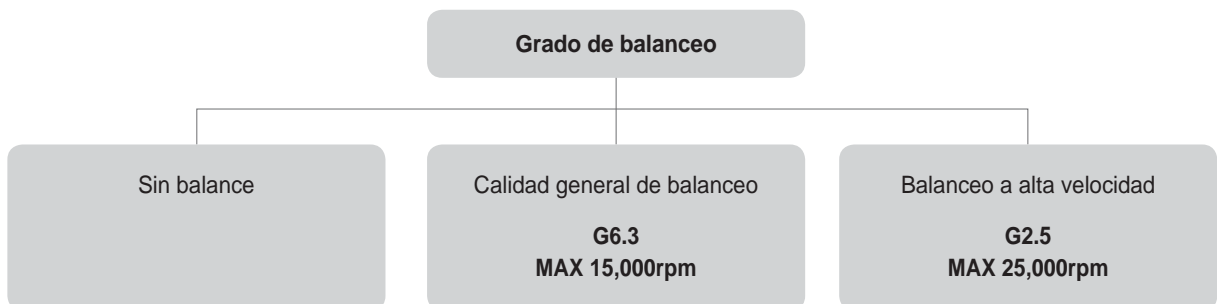 Grado de balanceo
Sin balance
Calidad general de balanceo
G6.3
MAX 15,000rpm
Balanceo a alta velocidad
G2.5
MAX 25,000rpm